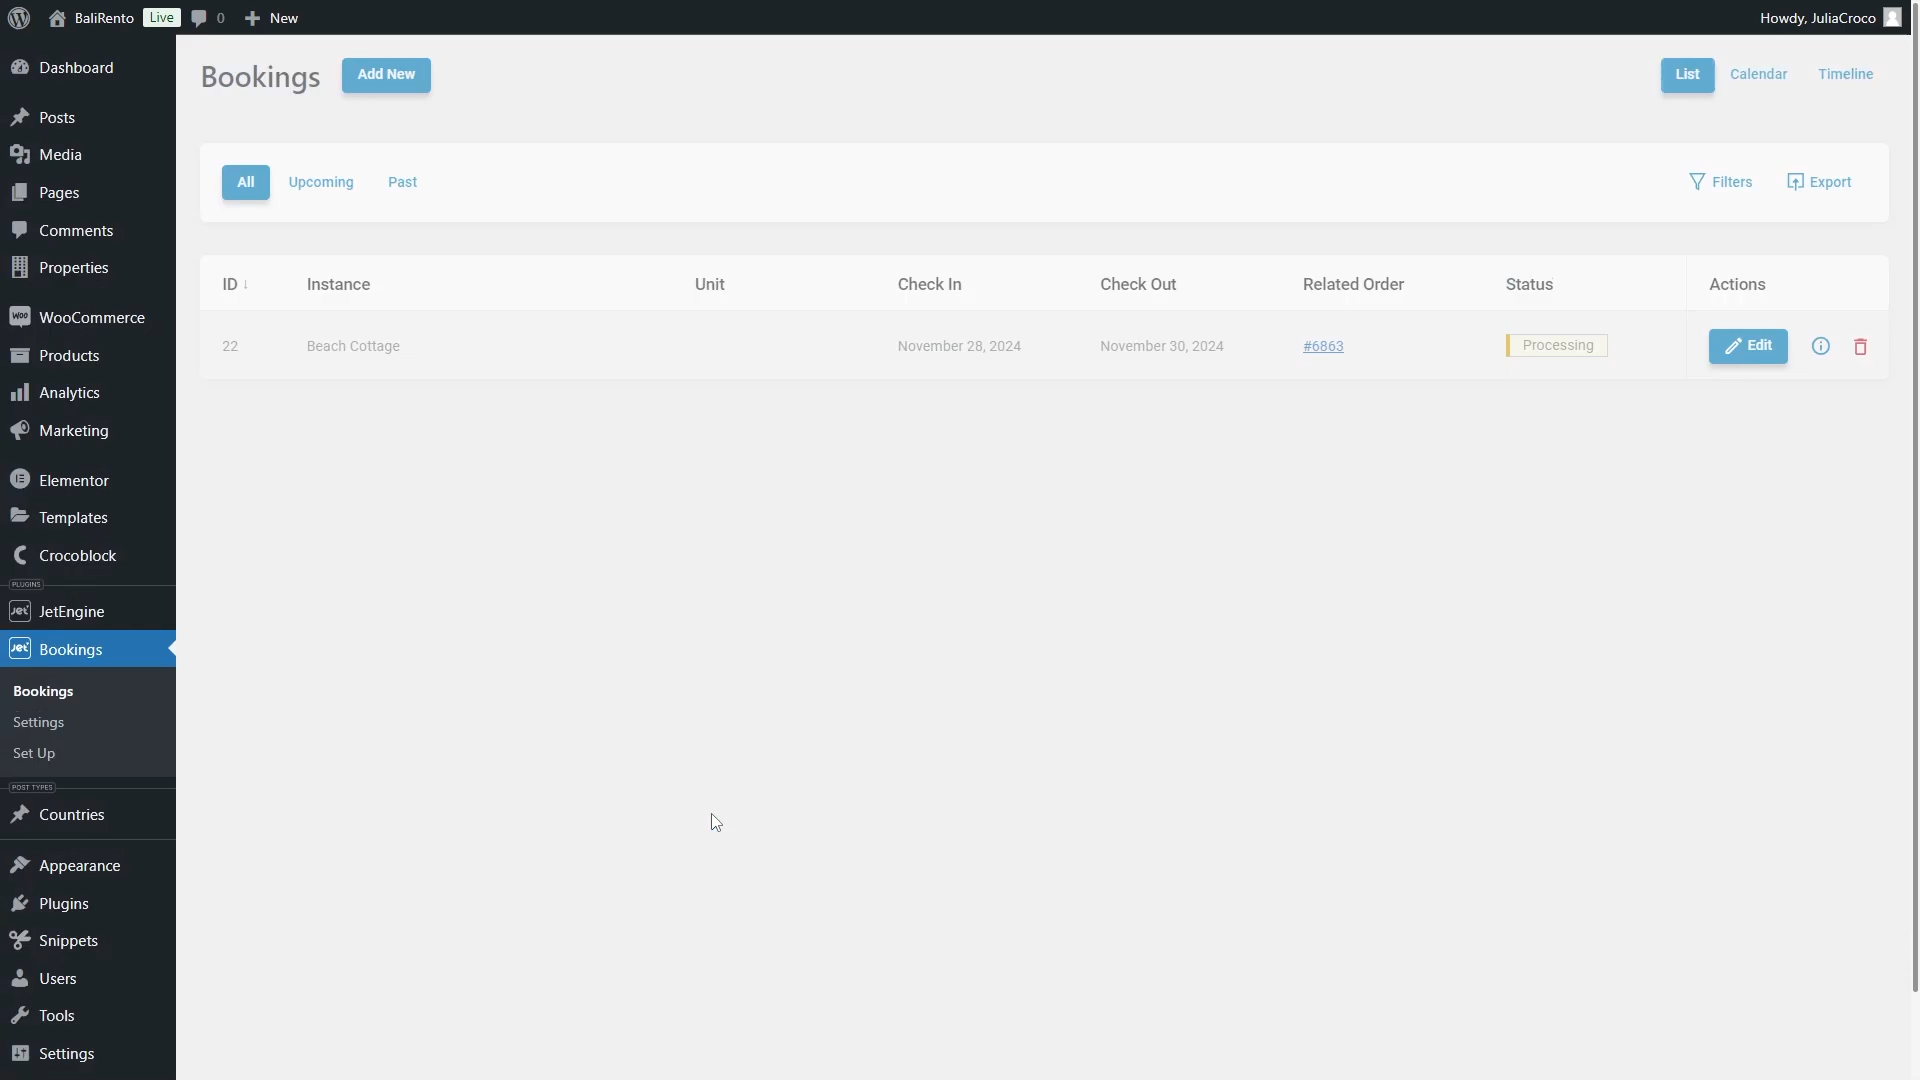 BaliRento Live 0 New
Howdy, JuliaCroco
Dashboard
Posts
Media
Pages
Comments
Properties
WooCommerce
Products
Analytics
Marketing
Elementor
Templates
Crocoblock
PLUGINS
JetEngine
Bookings
Bookings
Settings
Set Up
POST TYPES
Countries
Appearance
Plugins
Snippets
Users
Tools
Settings
Bookings Add New
List Calendar Timeline
All Upcoming Past
Filters Export
ID ↓ Instance Unit Check In Check Out Related Order Status Actions
22 Beach Cottage November 28, 2024 November 30, 2024 #6863 Processing Edit